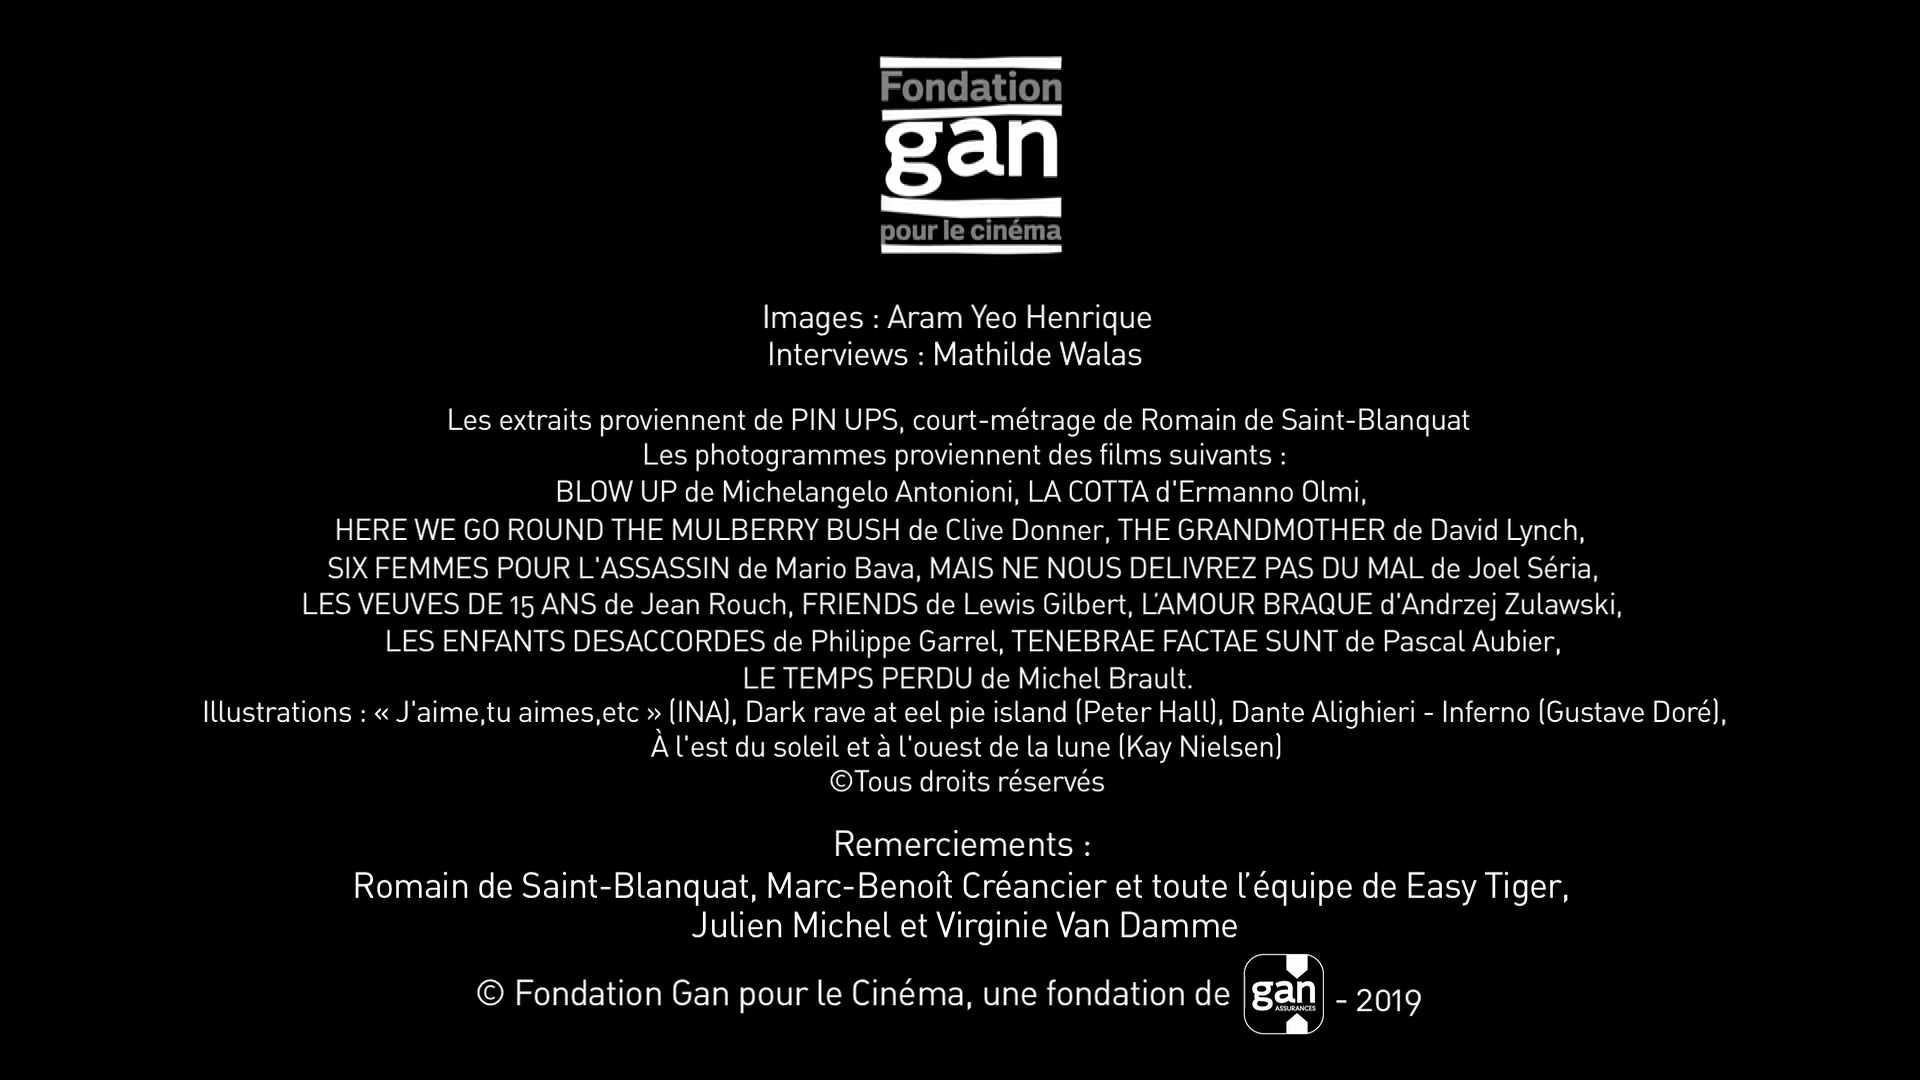 Fondation
gan
pour le cinéma
Images : Aram Yeo Henrique
Interviews : Mathilde Walas
Les extraits proviennent de PIN UPS, court-métrage de Romain de Saint-Blanquat
Les photogrammes proviennent des films suivants :
BLOW UP de Michelangelo Antonioni, LA COTTA d'Ermanno Olmi,
HERE WE GO ROUND THE MULBERRY BUSH de Clive Donner, THE GRANDMOTHER de David Lynch,
SIX FEMMES POUR L'ASSASSIN de Mario Bava, MAIS NE NOUS DELIVREZ PAS DU MAL de Joel Séria,
LES VEUVES DE 15 ANS de Jean Rouch, FRIENDS de Lewis Gilbert, L’AMOUR BRAQUE d'Andrzej Zulawski,
LES ENFANTS DESACCORDES de Philippe Garrel, TENEBRAE FACTAE SUNT de Pascal Aubier,
LE TEMPS PERDU de Michel Brault.
Illustrations : « J'aime,tu aimes,etc » (INA), Dark rave at eel pie island (Peter Hall), Dante Alighieri - Inferno (Gustave Doré),
À l'est du soleil et à l'ouest de la lune (Kay Nielsen)
©Tous droits réservés
Remerciements :
Romain de Saint-Blanquat, Marc-Benoît Créancier et toute l’équipe de Easy Tiger,
Julien Michel et Virginie Van Damme
© Fondation Gan pour le Cinéma, une fondation de gan ASSURANCES - 2019